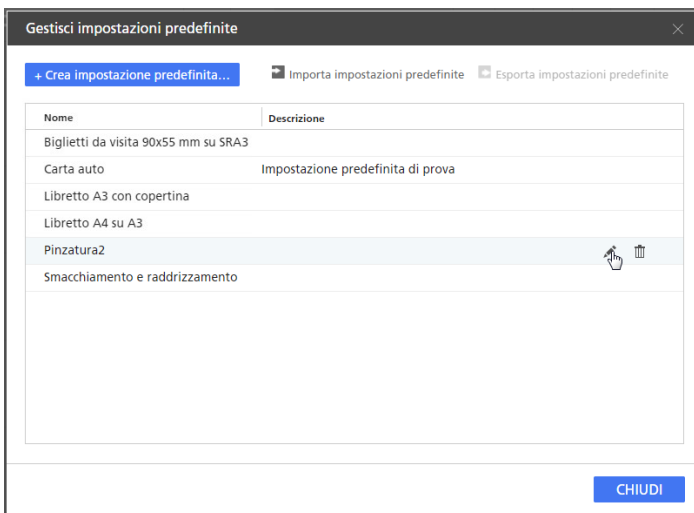 Gestisci impostazioni predefinite
+ Crea impostazione predefinita... Importa impostazioni predefinite Esporta impostazioni predefinite
Nome Descrizione
Biglietti da visita 90x55 mm su SRA3
Carta auto Impostazione predefinita di prova
Libretto A3 con copertina
Libretto A4 su A3
Pinzatura2
Smacchiamento e raddrizzamento
CHIUDI